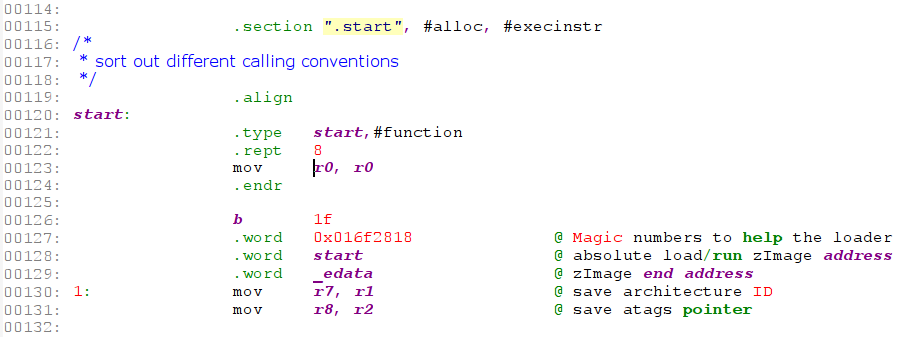 00114:
00115: .section ".start", #alloc, #execinstr
00116: /*
00117: * sort out different calling conventions
00118: */
00119: .align
00120: start:
00121: .type start,#function
00122: .rept 8
00123: mov r0, r0
00124: .endr
00125:
00126: b 1f
00127: .word 0x016f2818 @ Magic numbers to help the loader
00128: .word start @ absolute load/run zImage address
00129: .word _edata @ zImage end address
00130: 1: mov r7, r1 @ save architecture ID
00131: mov r8, r2 @ save atags pointer
00132: